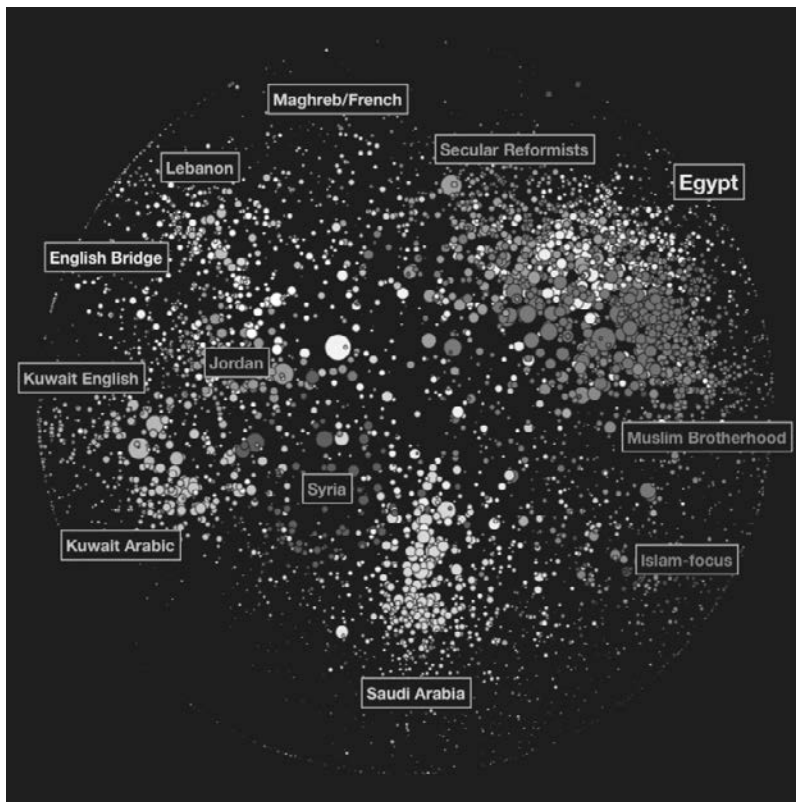 Maghreb/French
Secular Reformists
Lebanon
Egypt
English Bridge
Jordan
Kuwait English
Muslim Brotherhood
Syria
Kuwait Arabic
Islam-focus
Saudi Arabia